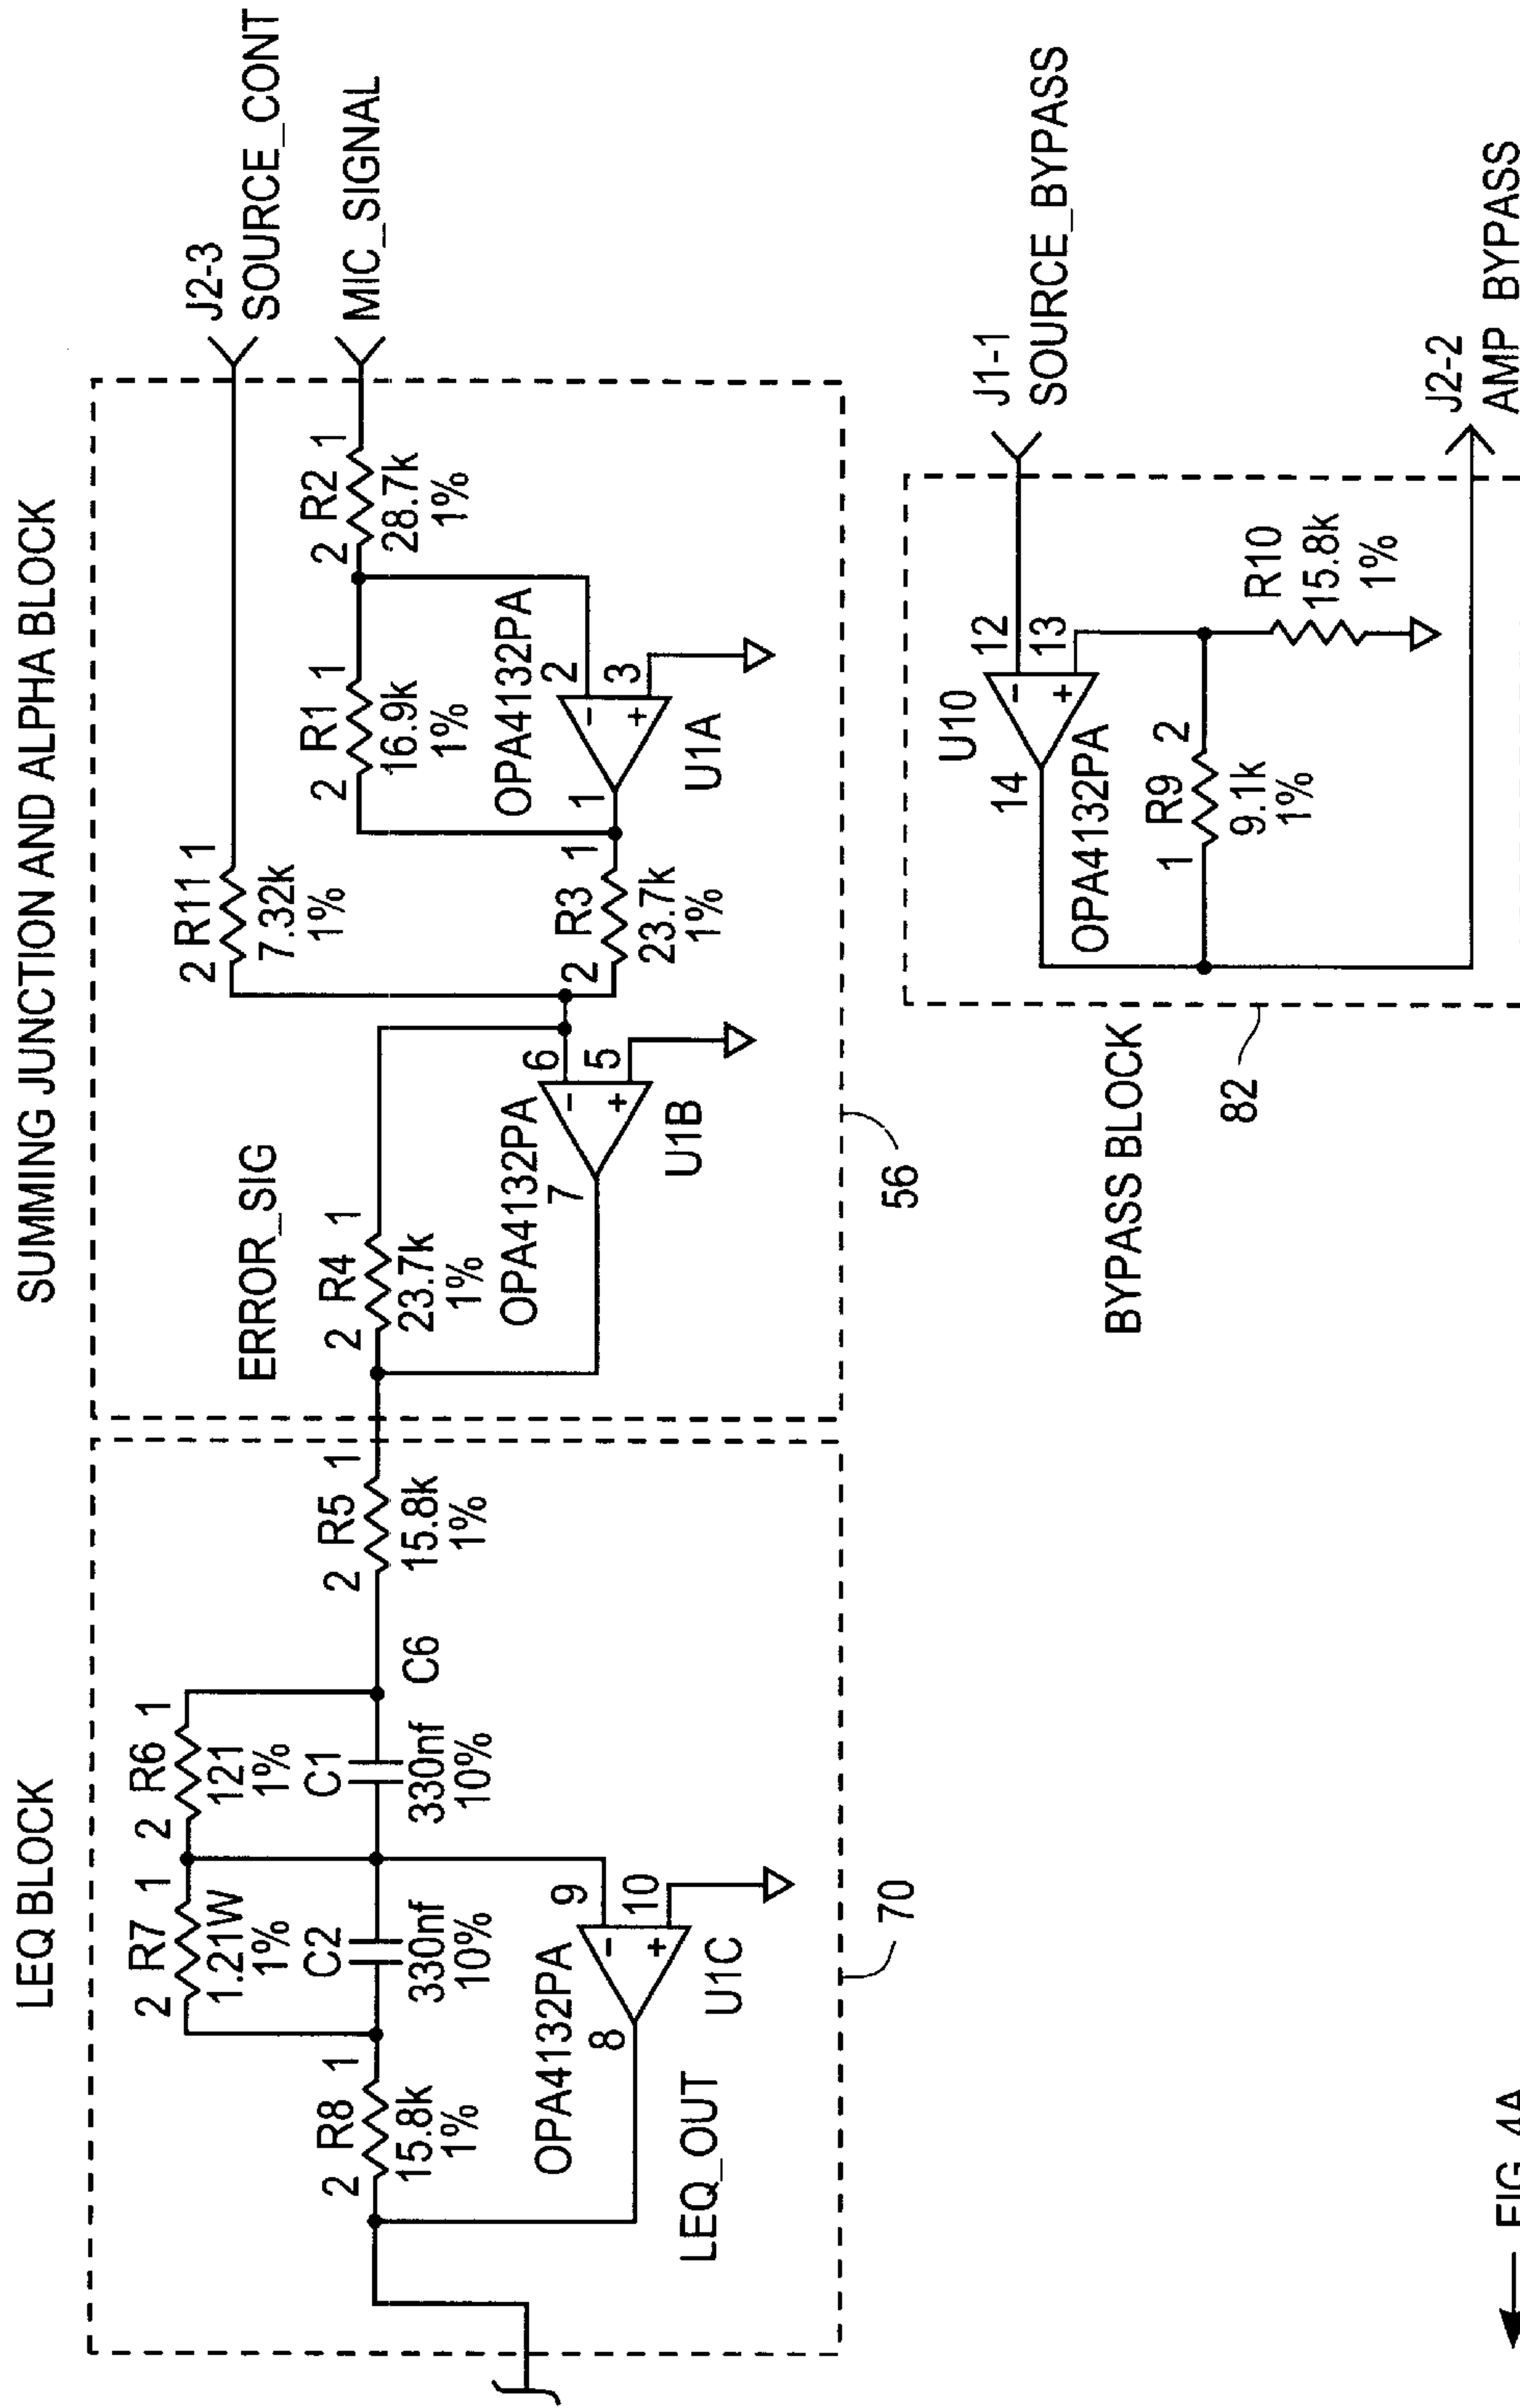 SUMMING JUNCTION AND ALPHA BLOCK
J2-3
SOURCE_CONT
MIC_SIGNAL
2 R11 1
7.32k
1%
2 R2 1
28.7k
1%
2 R1 1
16.9k
1%
OPA4132PA
2
3
1
U1A
1
2 R3
23.7k
1%
ERROR_SIG
2 R4 1
23.7k
1%
OPA4132PA
6
5
7
U1B
56
LEQ BLOCK
2 R5 1
15.8k
1%
C6
2 R6 1
121
1%
C1
330nf
10%
2 R7 1
1.21W
1%
C2
330nf
10%
2 R8 1
15.8k
1%
OPA4132PA
9
10
8
U1C
LEQ_OUT
70
BYPASS BLOCK
82
J1-1
SOURCE_BYPASS
U10
12
13
14
OPA4132PA
1 R9 2
9.1k
1%
R10
15.8k
1%
J2-2
AMP BYPASS
FIG. 4A